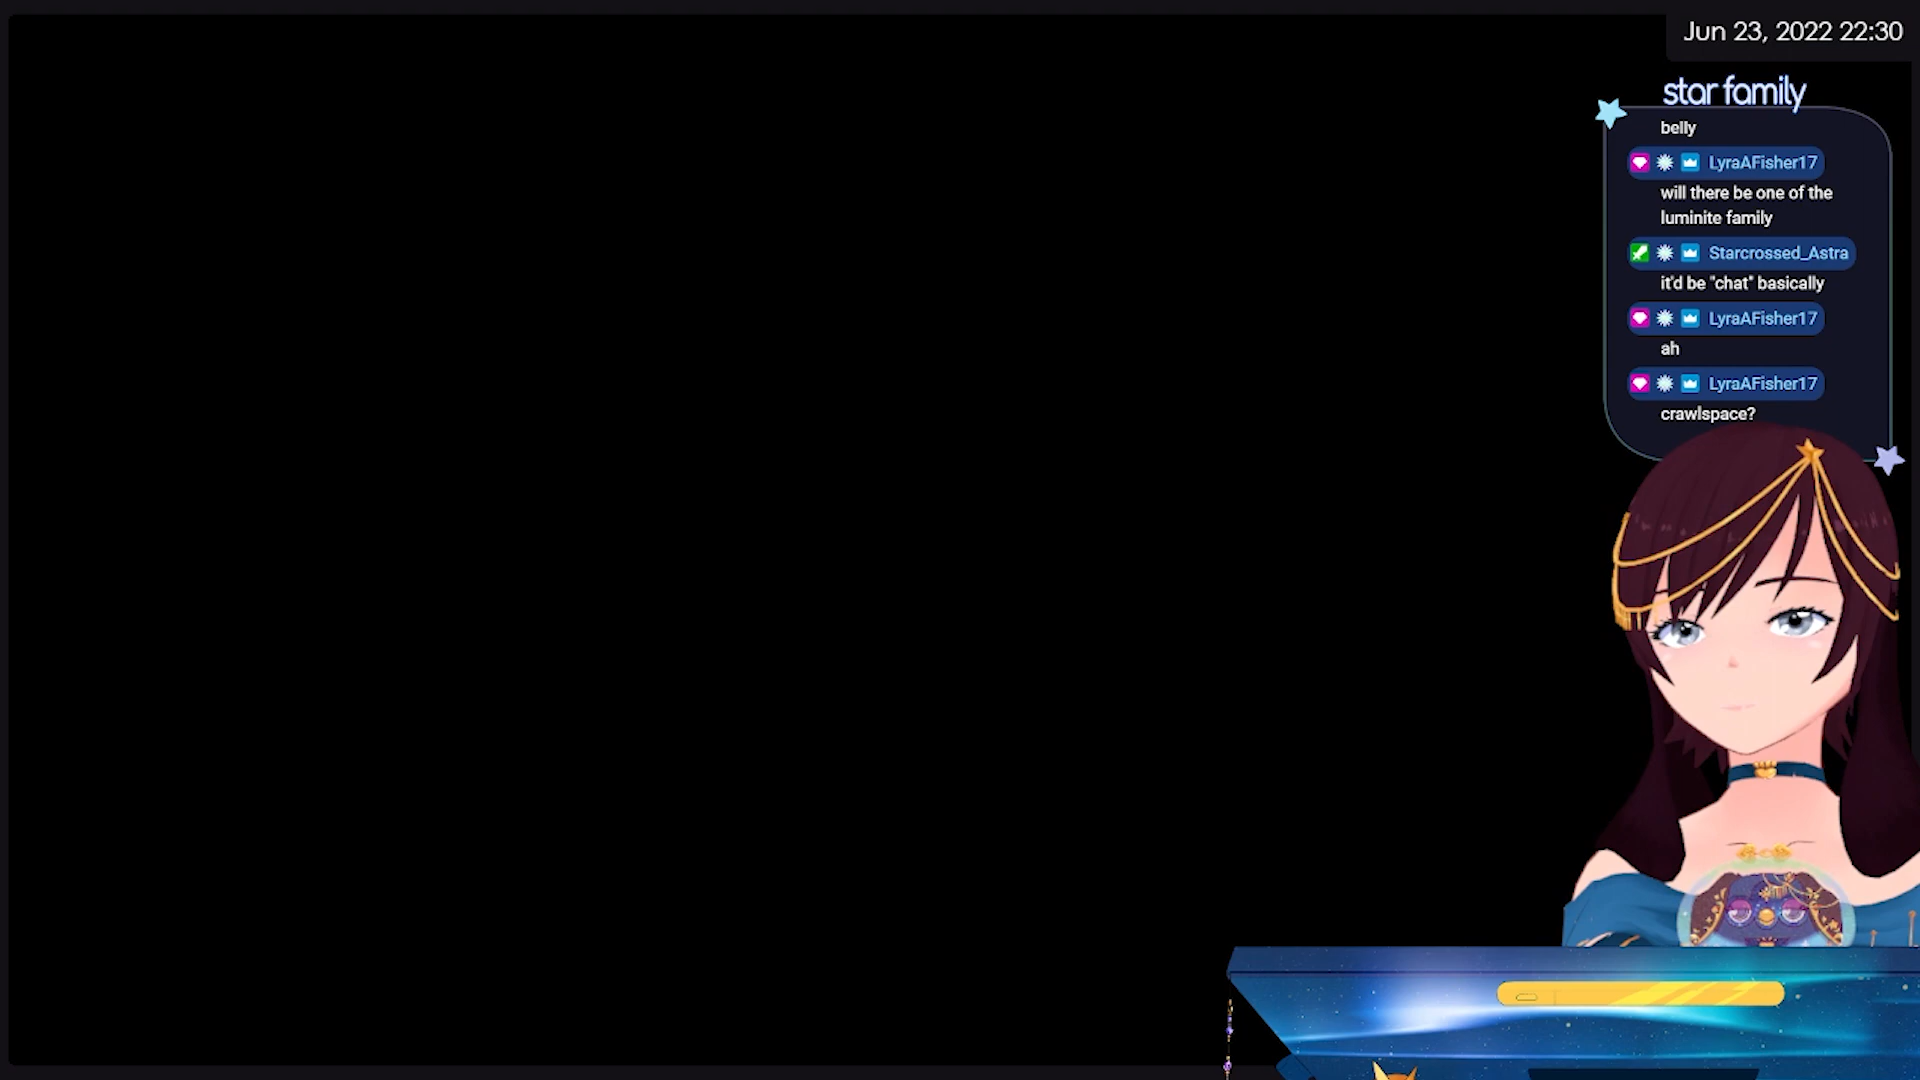 Jun 23, 2022 22:30
star family
belly
LyraAFisher17
will there be one of the
luminite family
Starcrossed_Astra
it'd be "chat" basically
LyraAFisher17
ah
LyraAFisher17
crawlspace?